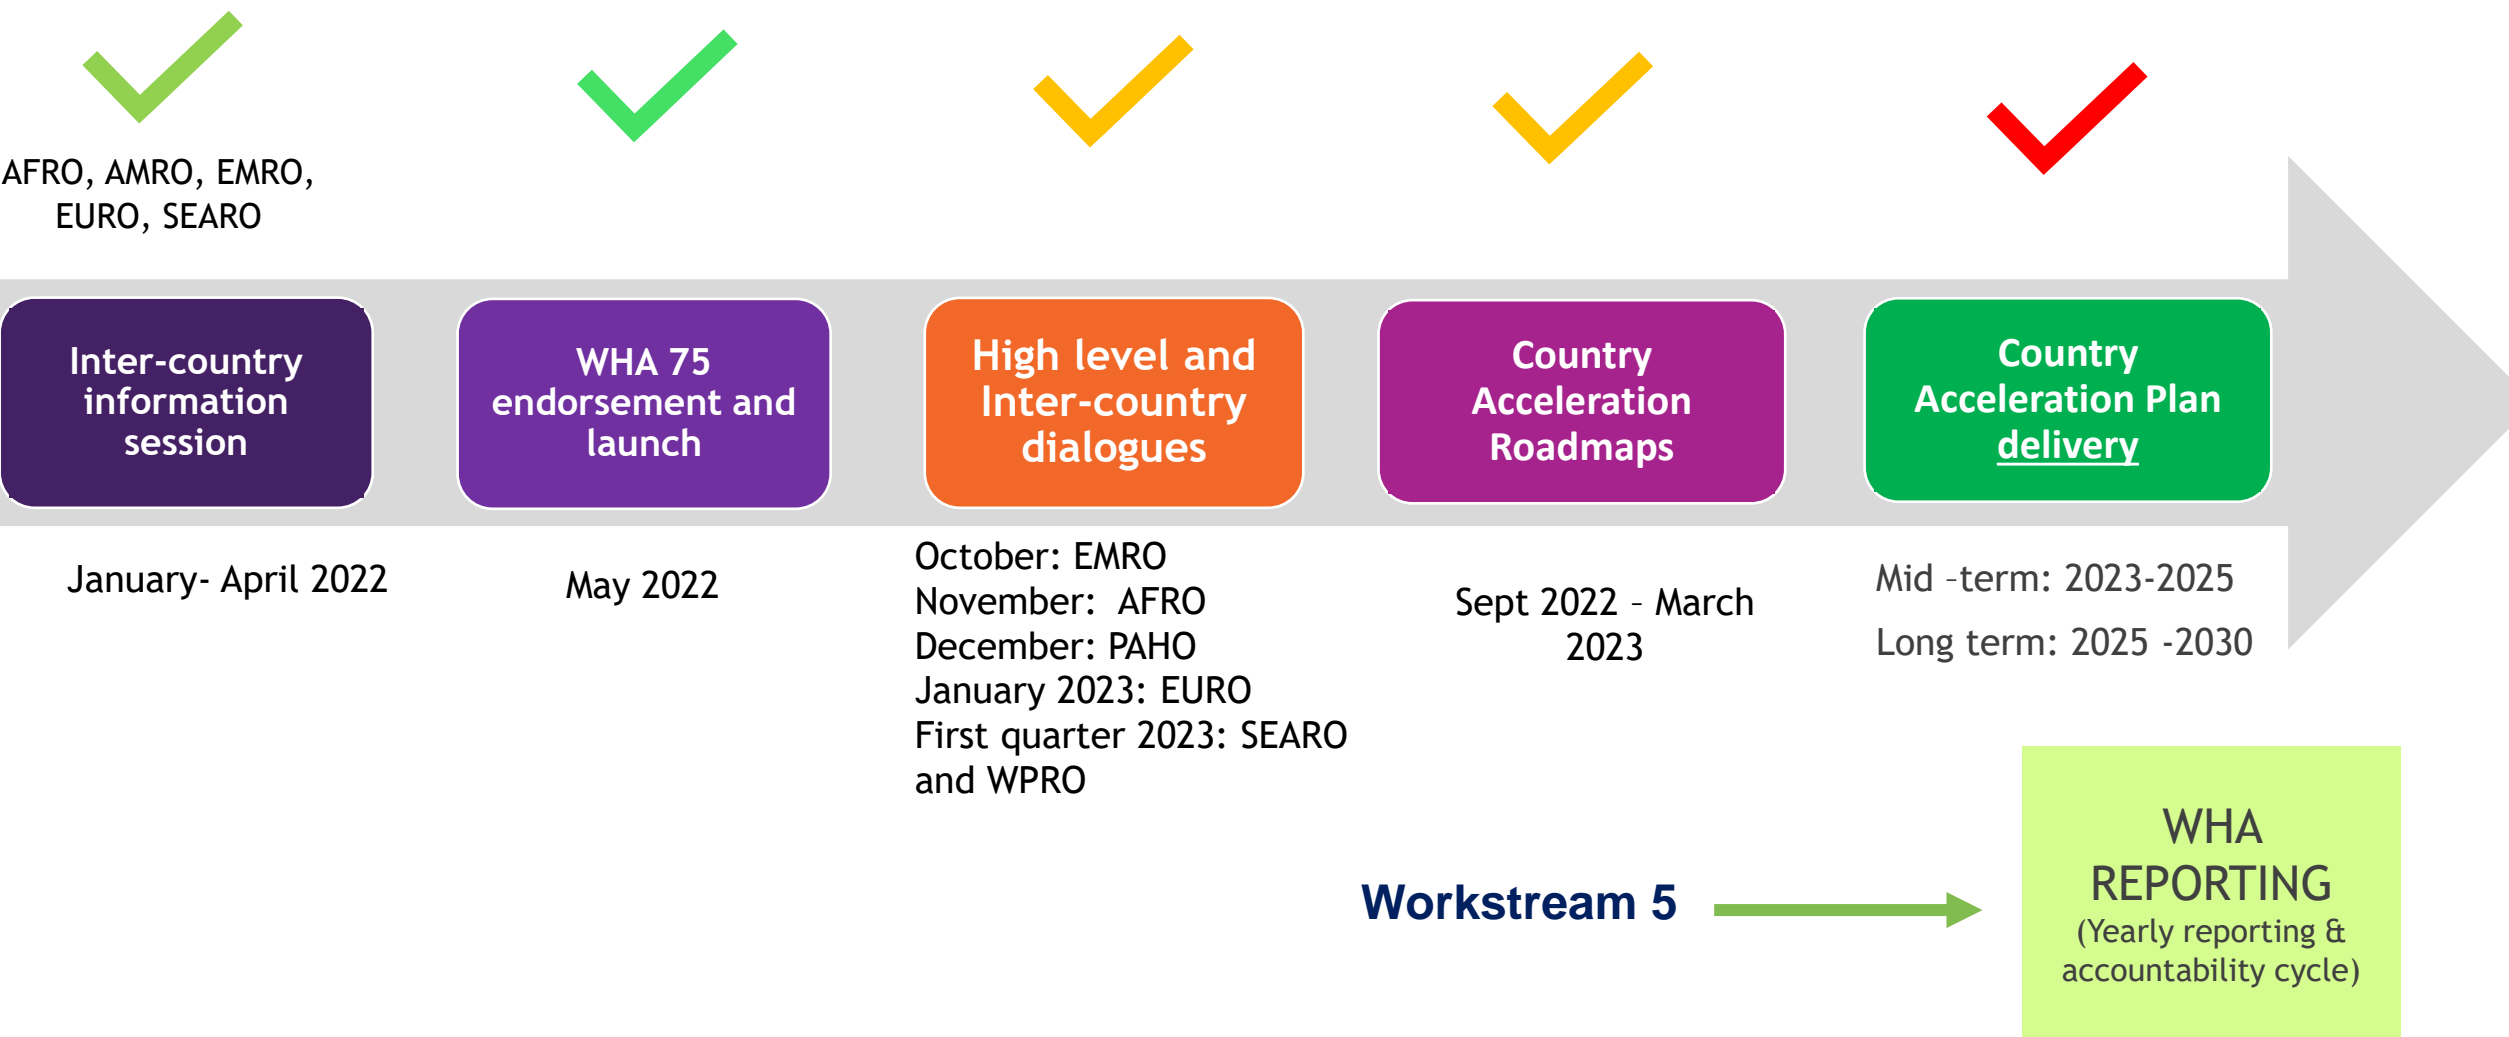 AFRO, AMRO, EMRO,
EURO, SEARO
Inter-country
information
session
January- April 2022
WHA 75
endorsement and
launch
May 2022
High level and
Inter-country
dialogues
October: EMRO
November:  AFRO
December: PAHO
January 2023: EURO
First quarter 2023: SEARO
and WPRO
Country
Acceleration
Roadmaps
Sept 2022 – March
2023
Country
Acceleration Plan
delivery
Mid –term: 2023-2025
Long term: 2025 -2030
Workstream 5
WHA
REPORTING
(Yearly reporting &
accountability cycle)